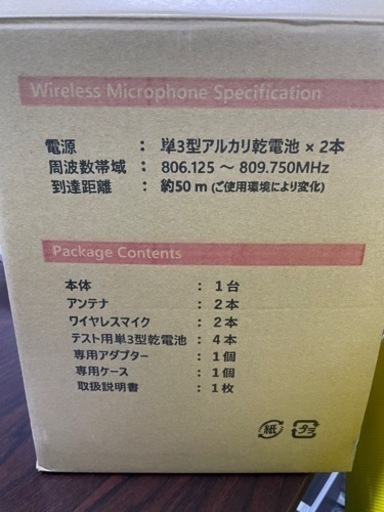 Wireless Microphone Specification
電源 : 単3型アルカリ乾電池 × 2本
周波数帯域 : 806.125 ～ 809.750MHz
到達距離 : 約50 m (ご使用環境により変化)
Package Contents
本体 : 1台
アンテナ : 2本
ワイヤレスマイク : 2本
テスト用単3型乾電池 : 4本
専用アダプター : 1個
専用ケース : 1個
取扱説明書 : 1枚
紙 プラ